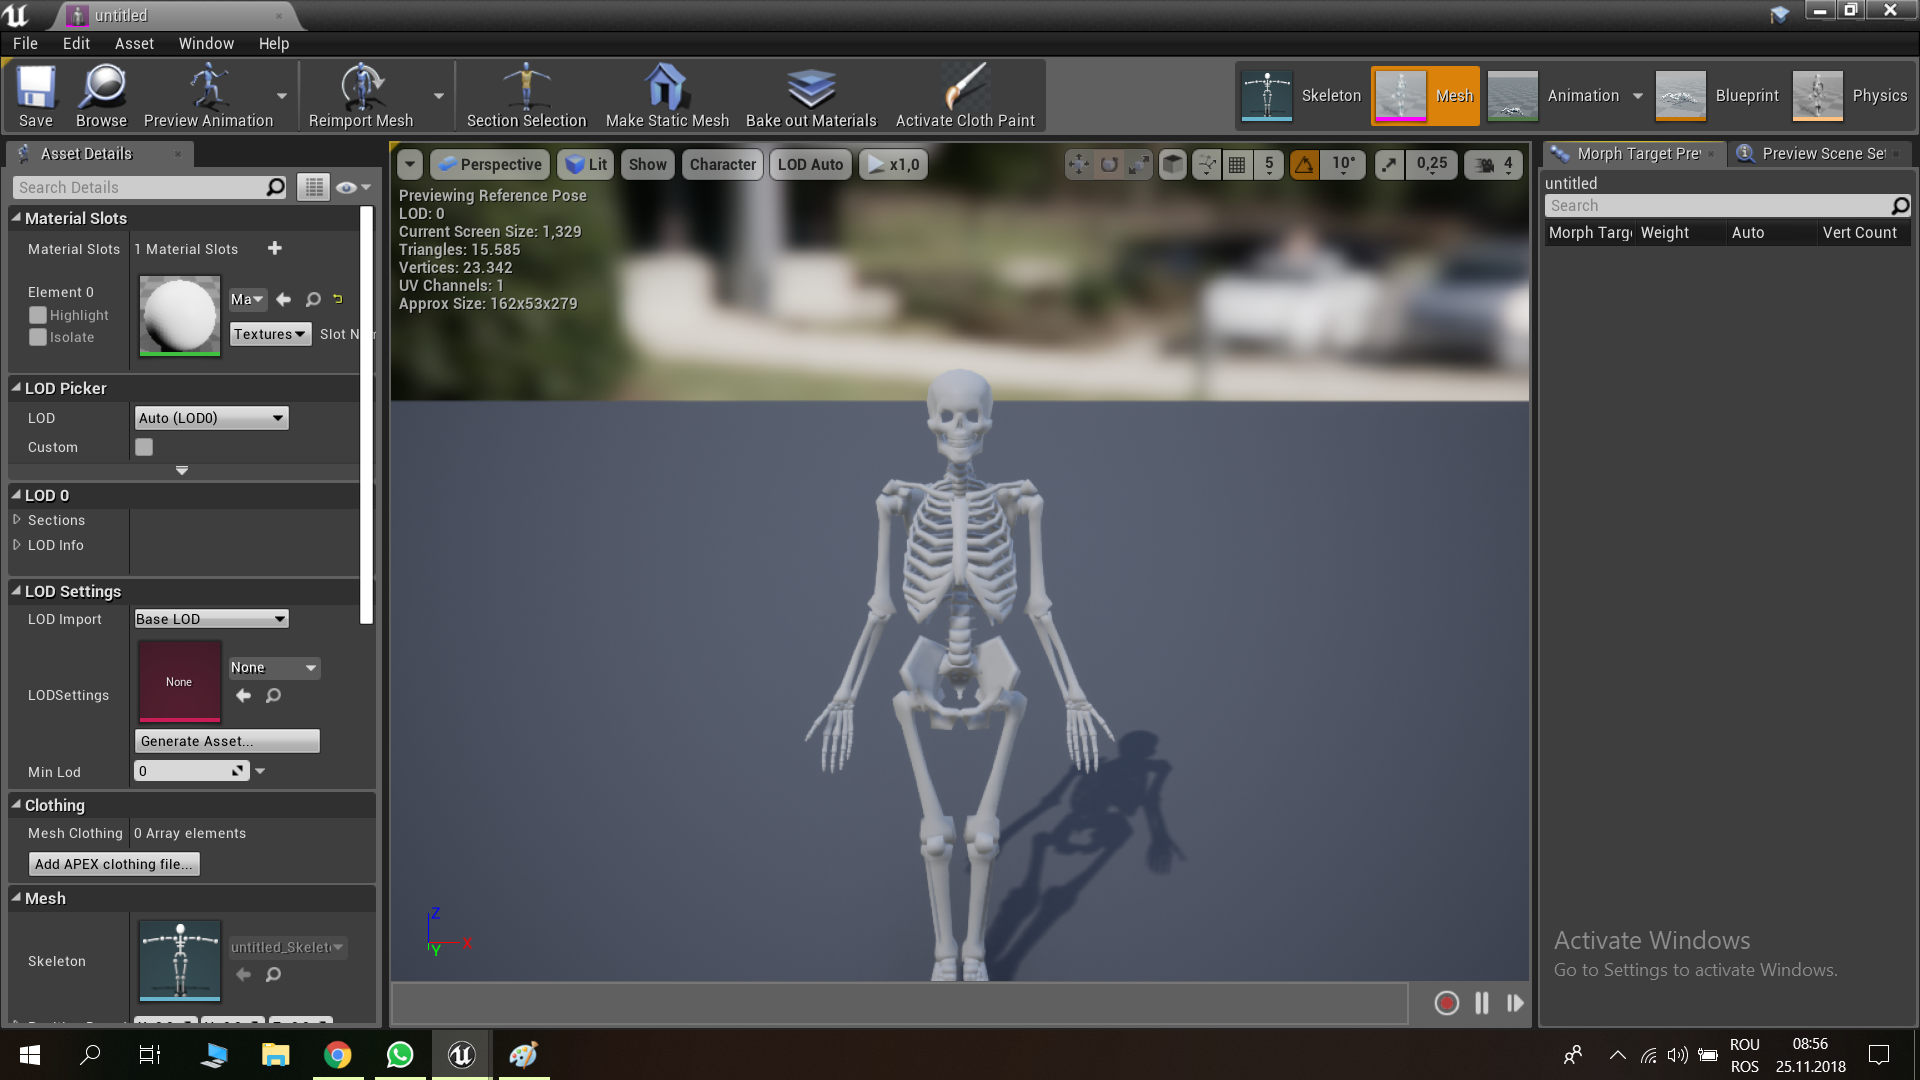 untitled
File Edit Asset Window Help
Save Browse Preview Animation Reimport Mesh Section Selection Make Static Mesh Bake out Materials Activate Cloth Paint Skeleton Mesh Animation Blueprint Physics
Asset Details
Search Details
Material Slots
Material Slots 1 Material Slots
Element 0
Highlight
Isolate
Ma
Textures Slot N
LOD Picker
LOD Auto (LOD0)
Custom
LOD 0
Sections
LOD Info
LOD Settings
LOD Import Base LOD
None
None
LODSettings
Generate Asset...
Min Lod 0
Clothing
Mesh Clothing 0 Array elements
Add APEX clothing file...
Mesh
untitled_Skelet
Skeleton
Perspective Lit Show Character LOD Auto x1,0 5 10° 0,25 4
Previewing Reference Pose
LOD: 0
Current Screen Size: 1,329
Triangles: 15.585
Vertices: 23.342
UV Channels: 1
Approx Size: 162x53x279
Z
X
Y
Morph Target Pre Preview Scene Set
untitled
Search
Morph Targ Weight Auto Vert Count
Activate Windows
Go to Settings to activate Windows.
ROU 08:56
ROS 25.11.2018